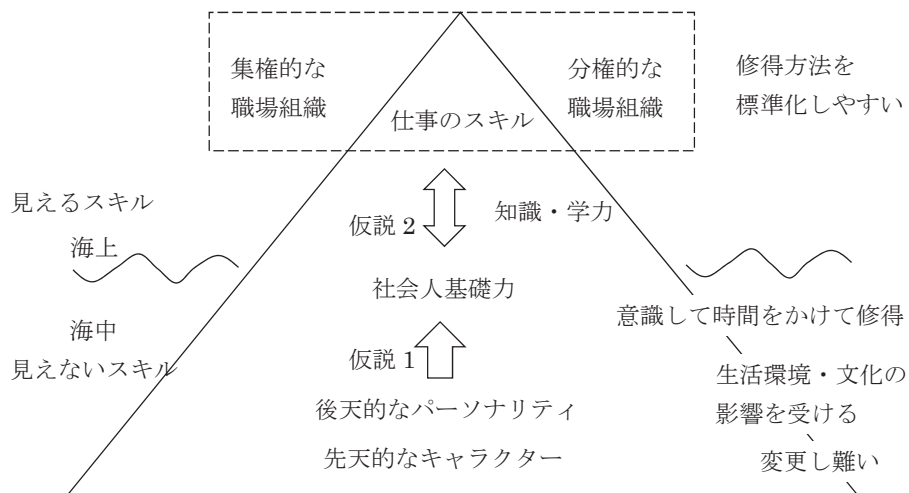 集権的な
職場組織
分権的な
職場組織
修得方法を
標準化しやすい
仕事のスキル
見えるスキル
仮説 2
知識・学力
海上
社会人基礎力
海中
見えないスキル
意識して時間をかけて修得
仮説 1
生活環境・文化の
影響を受ける
後天的なパーソナリティ
先天的なキャラクター
変更し難い